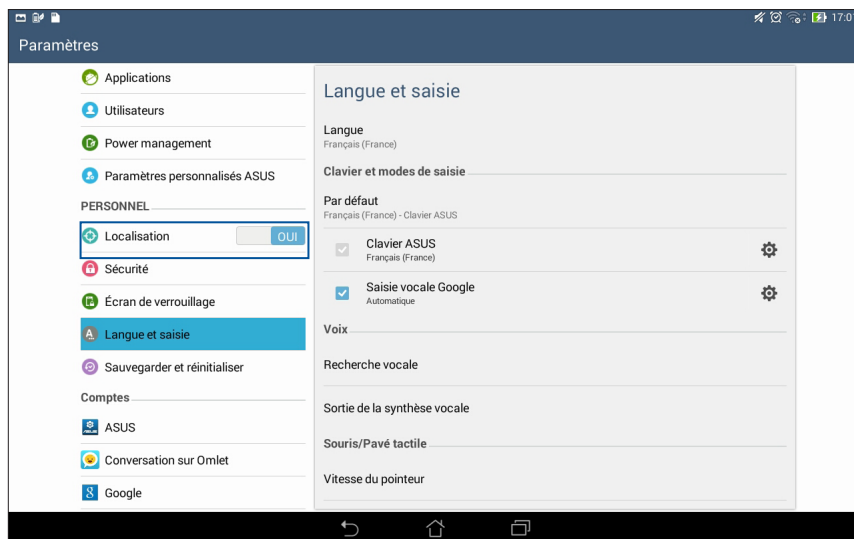 17:0
Paramètres
Applications
Utilisateurs
Power management
Paramètres personnalisés ASUS
PERSONNEL
Localisation OUI
Sécurité
Écran de verrouillage
Langue et saisie
Sauvegarder et réinitialiser
Comptes
ASUS
Conversation sur Omlet
Google
Langue et saisie
Langue
Français (France)
Clavier et modes de saisie
Par défaut
Français (France) - Clavier ASUS
Clavier ASUS
Français (France)
Saisie vocale Google
Automatique
Voix
Recherche vocale
Sortie de la synthèse vocale
Souris/Pavé tactile
Vitesse du pointeur